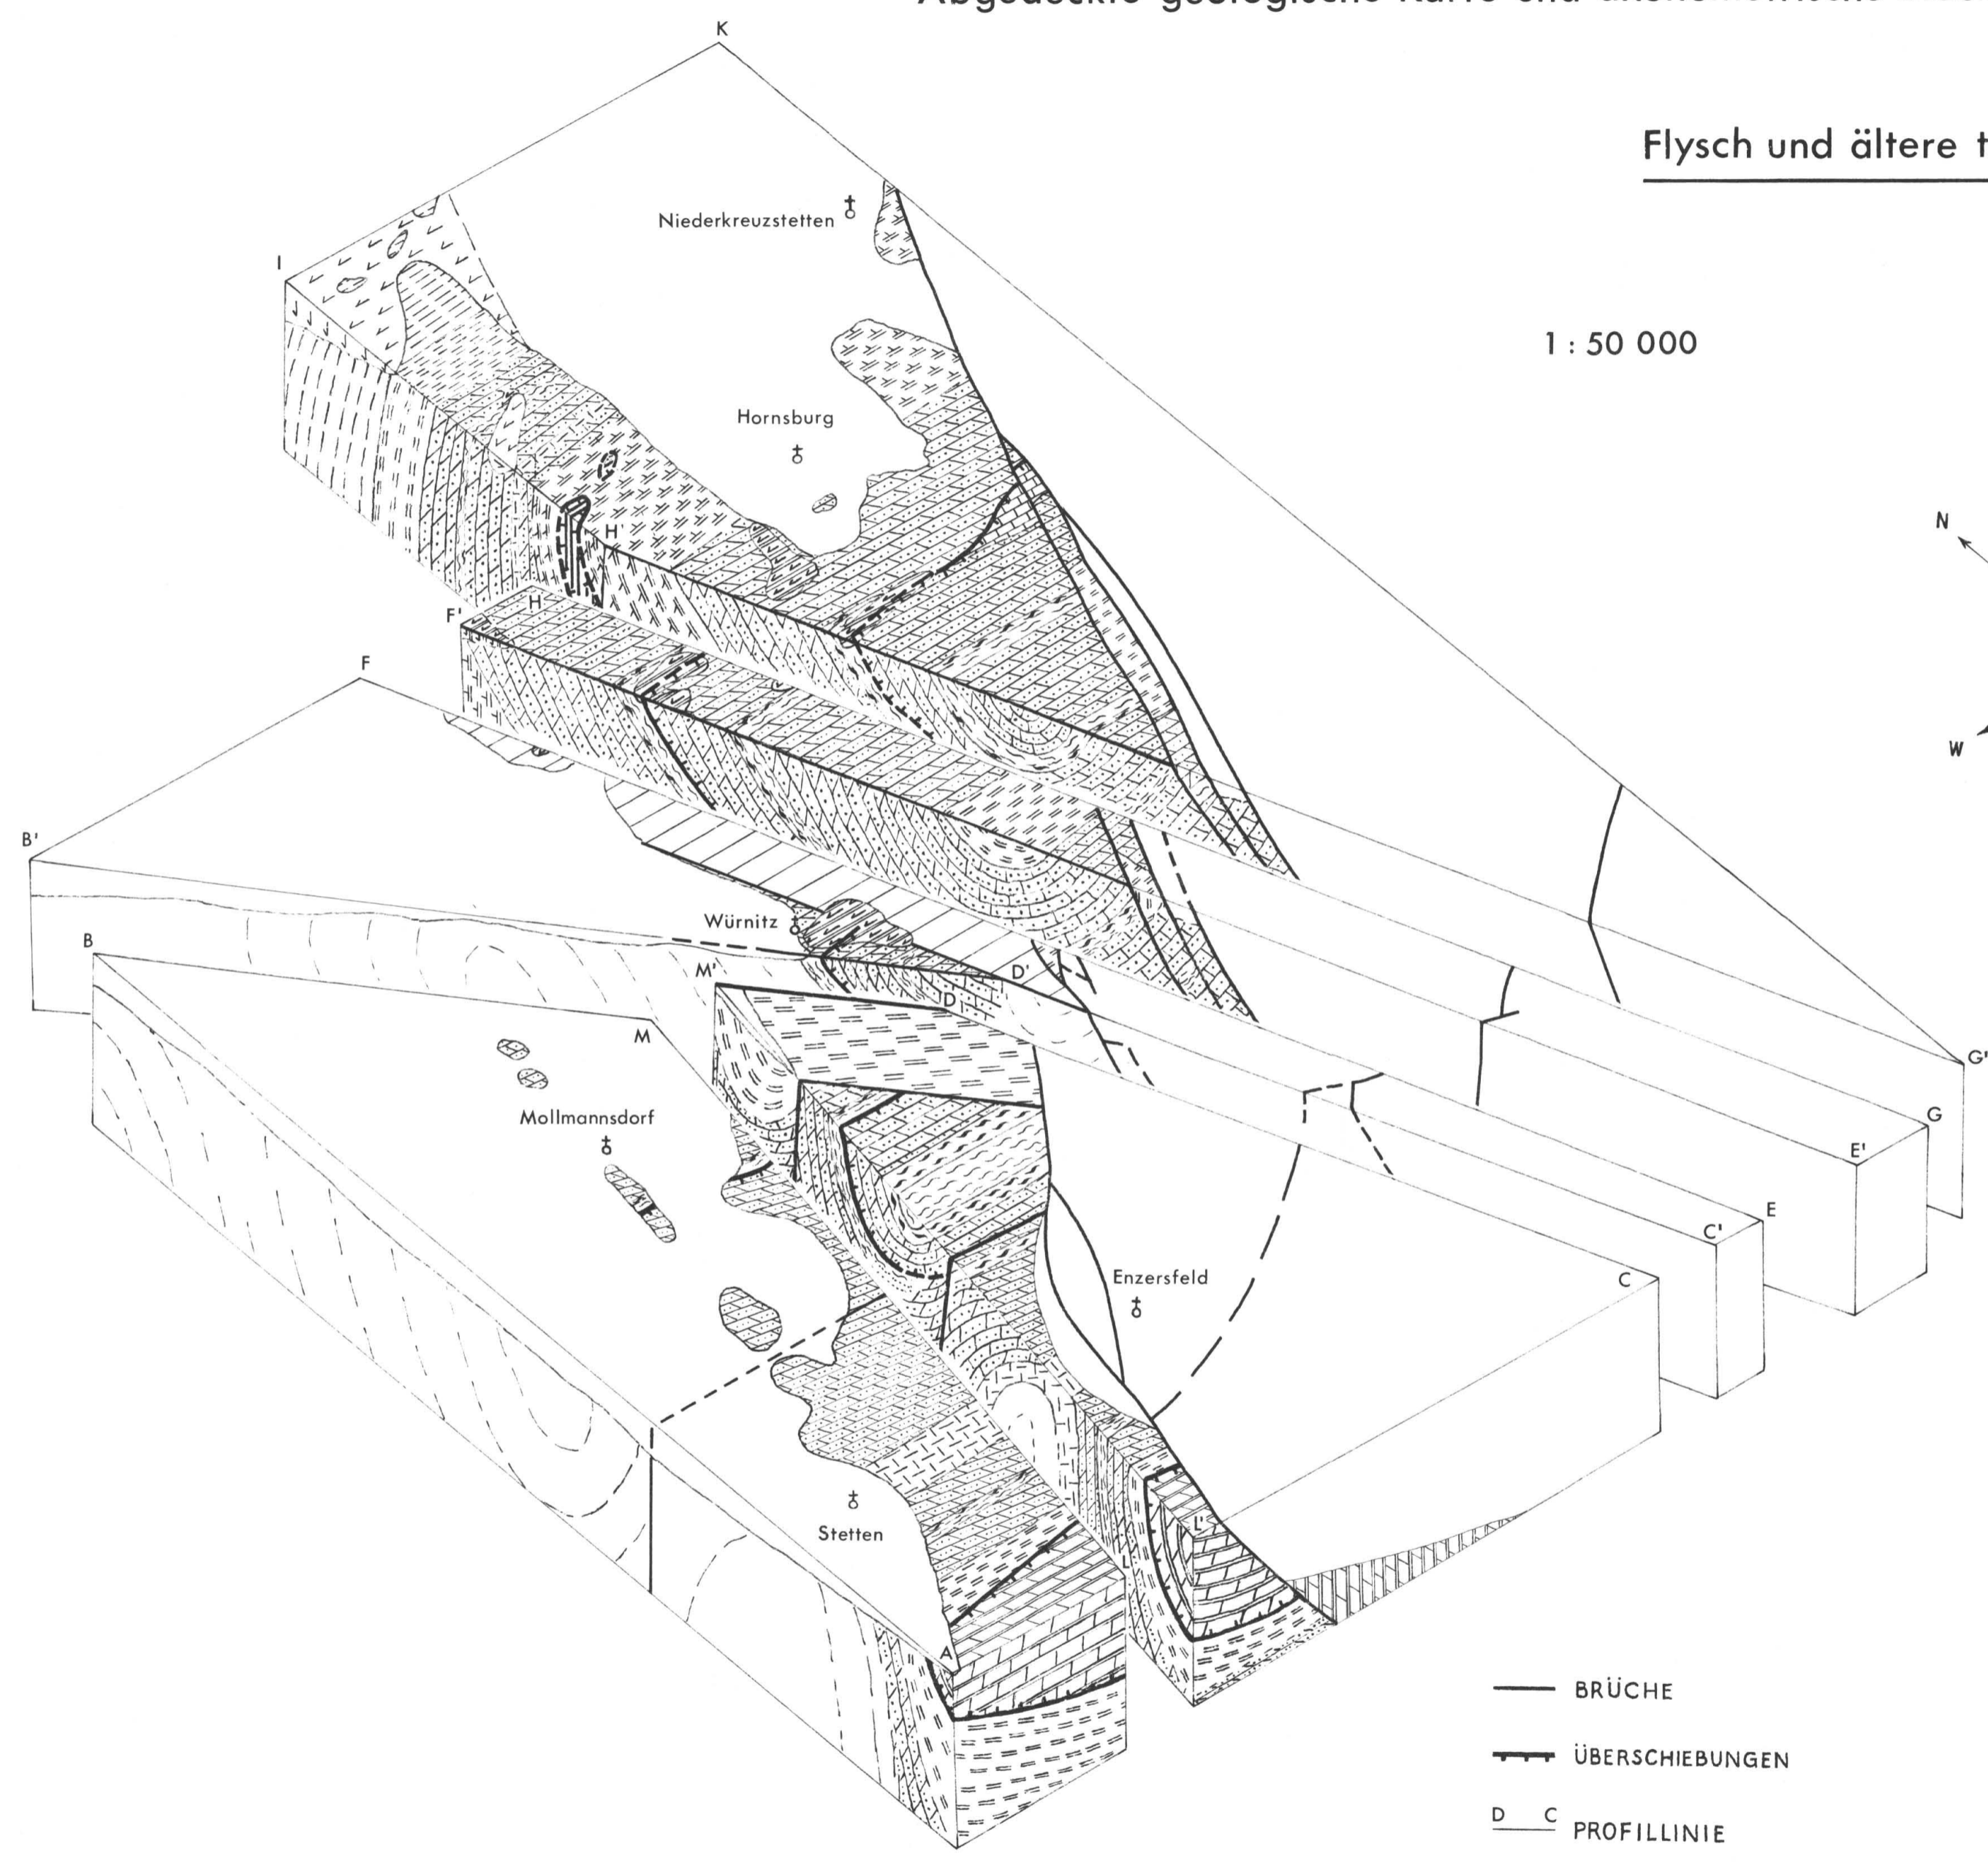 Flysch und ältere t
1 : 50 000
K
Niederkreuzstetten
I
Hornsburg
N
H'
H
F'
F
W
B'
Würnitz
B
M'
D'
D
M
G'
Mollmannsdorf
G
E'
E
C'
Enzersfeld
C
Stetten
L'
L
A
BRÜCHE
ÜBERSCHIEBUNGEN
D C
PROFILLINIE